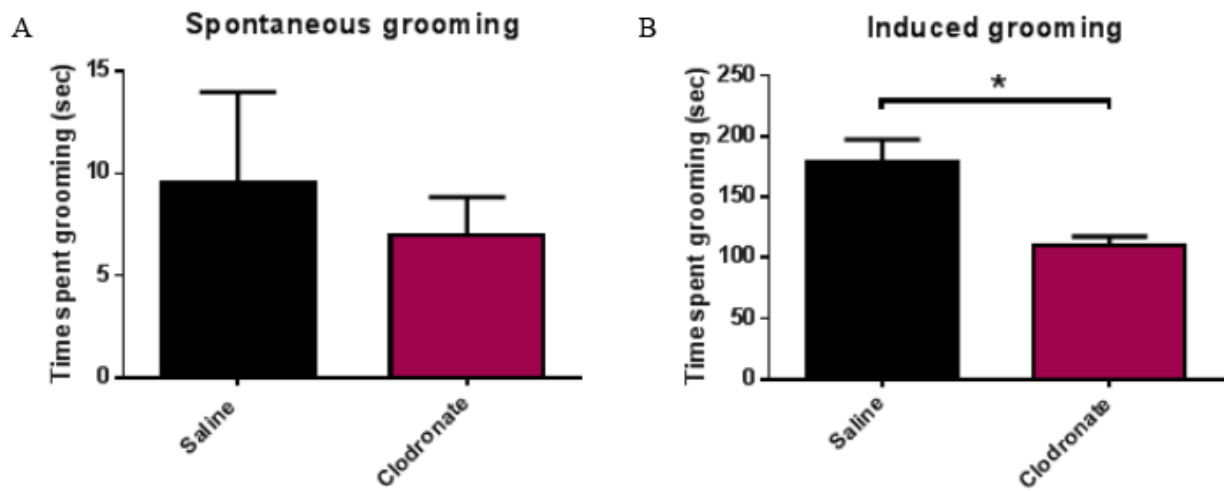 A
Spontaneous grooming
Time spent grooming (sec)
15
10
5
0
Saline
Clodronate
B
Induced grooming
Time spent grooming (sec)
250
200
150
100
50
0
*
Saline
Clodronate